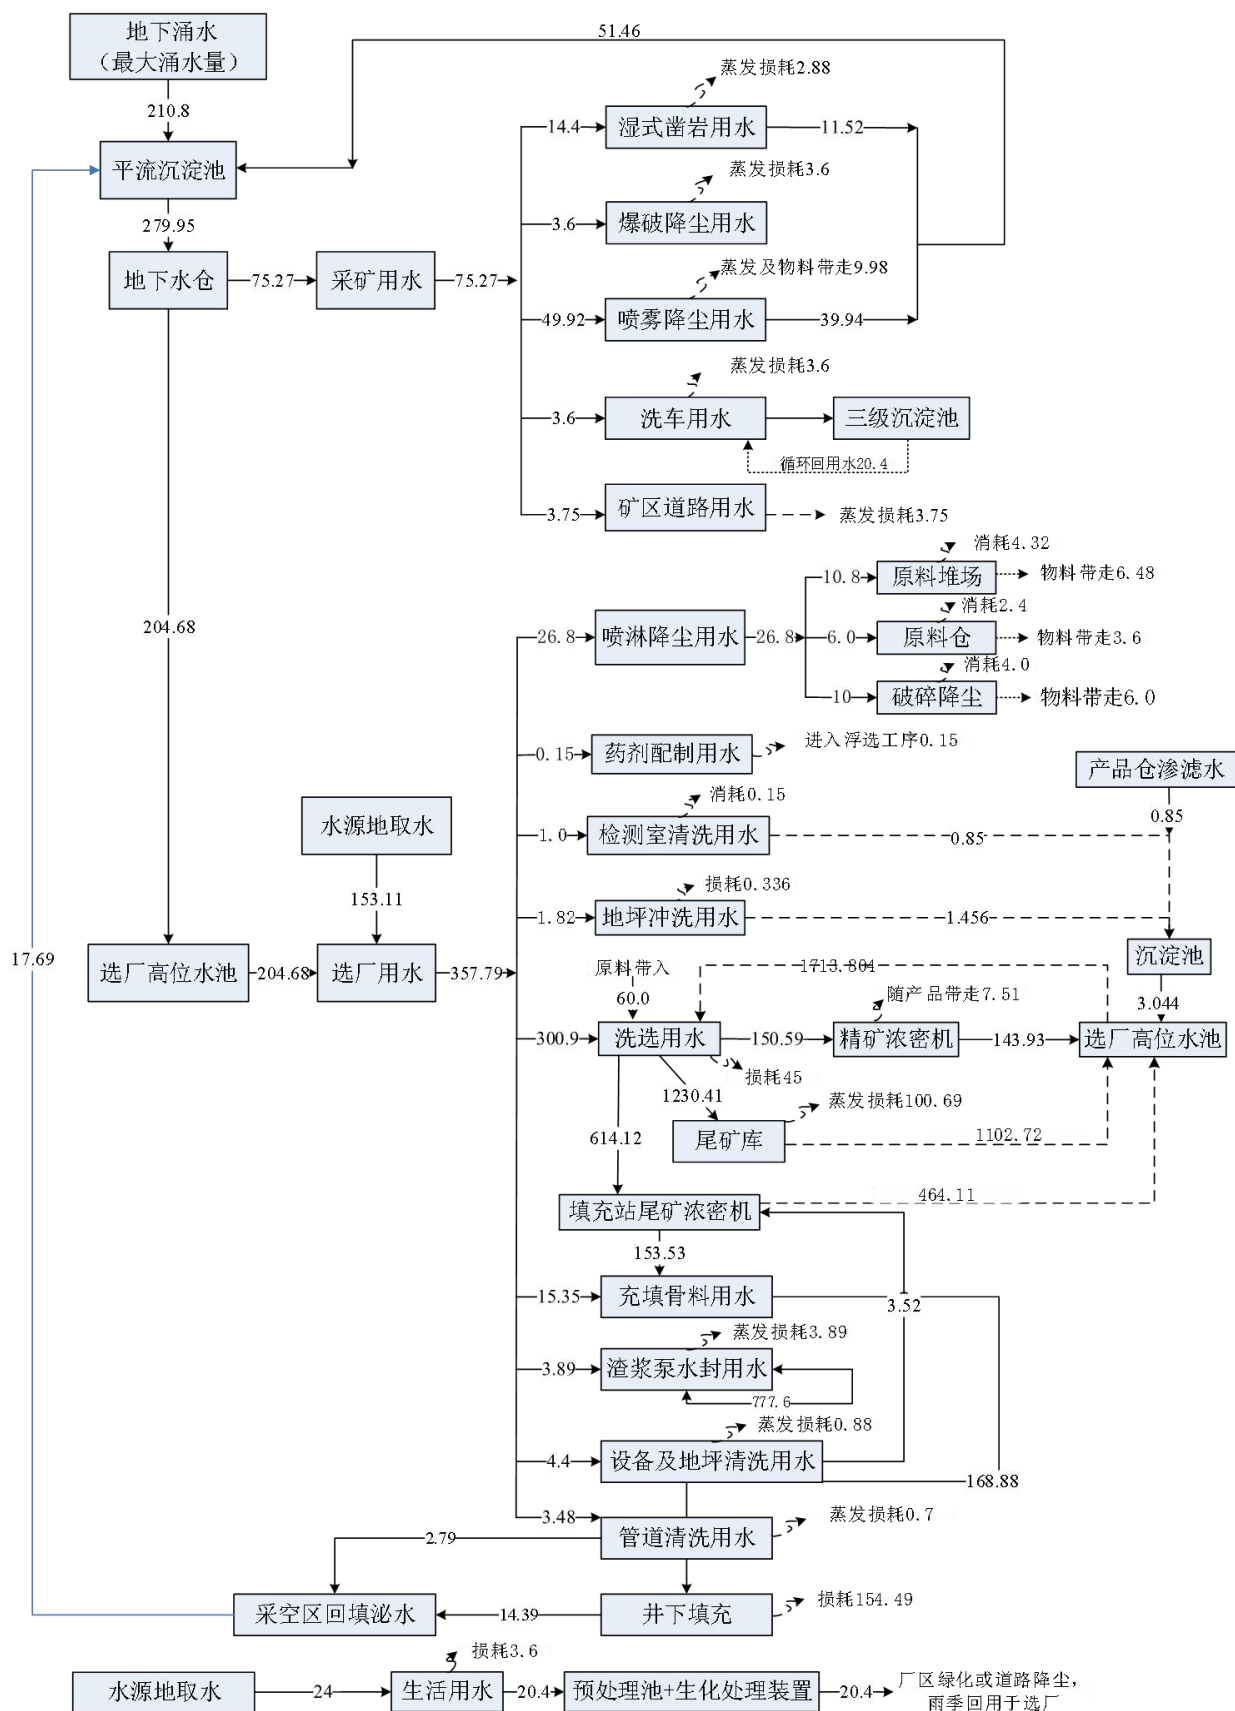 地下涌水
（最大涌水量）
51.46
210.8
蒸发损耗2.88
14.4
湿式凿岩用水
11.52
平流沉淀池
蒸发损耗3.6
279.95
3.6
爆破降尘用水
蒸发及物料带走9.98
地下水仓
75.27
采矿用水
75.27
49.92
喷雾降尘用水
39.94
蒸发损耗3.6
3.6
洗车用水
三级沉淀池
循环回用水20.4
3.75
矿区道路用水
蒸发损耗3.75
消耗4.32
10.8
原料堆场
物料带走6.48
消耗2.4
204.68
26.8
喷淋降尘用水
26.8
6.0
原料仓
物料带走3.6
消耗4.0
10
破碎降尘
物料带走6.0
0.15
药剂配制用水
进入浮选工序0.15
产品仓渗滤水
消耗0.15
水源地取水
0.85
1.0
检测室清洗用水
0.85
损耗0.336
153.11
1.82
地坪冲洗用水
1.456
沉淀池
17.69
选厂高位水池
204.68
选厂用水
357.79
原料带入
60.0
1713.804
随产品带走7.51
3.044
300.9
洗选用水
150.59
精矿浓密机
143.93
选厂高位水池
损耗45
1230.41
蒸发损耗100.69
614.12
尾矿库
1102.72
464.11
填充站尾矿浓密机
153.53
15.35
充填骨料用水
3.52
蒸发损耗3.89
3.89
渣浆泵水封用水
777.6
蒸发损耗0.88
4.4
设备及地坪清洗用水
168.88
3.48
蒸发损耗0.7
2.79
管道清洗用水
损耗154.49
采空区回填泌水
14.39
井下填充
损耗3.6
水源地取水
24
生活用水
20.4
预处理池+生化处理装置
20.4
厂区绿化或道路降尘，
雨季回用于选厂